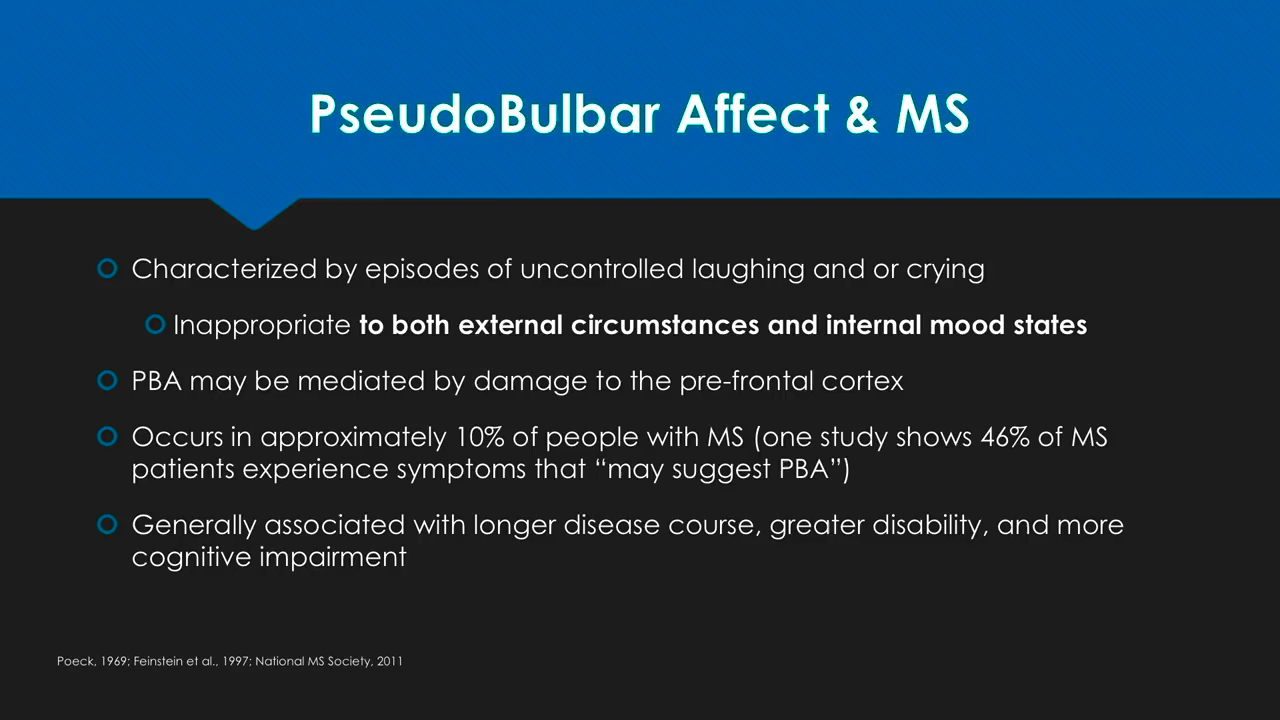 PseudoBulbar Affect & MS
Characterized by episodes of uncontrolled laughing and or crying
Inappropriate to both external circumstances and internal mood states
PBA may be mediated by damage to the pre-frontal cortex
Occurs in approximately 10% of people with MS (one study shows 46% of MS
patients experience symptoms that “may suggest PBA”)
Generally associated with longer disease course, greater disability, and more
cognitive impairment
Poeck, 1969; Feinstein et al., 1997; National MS Society, 2011